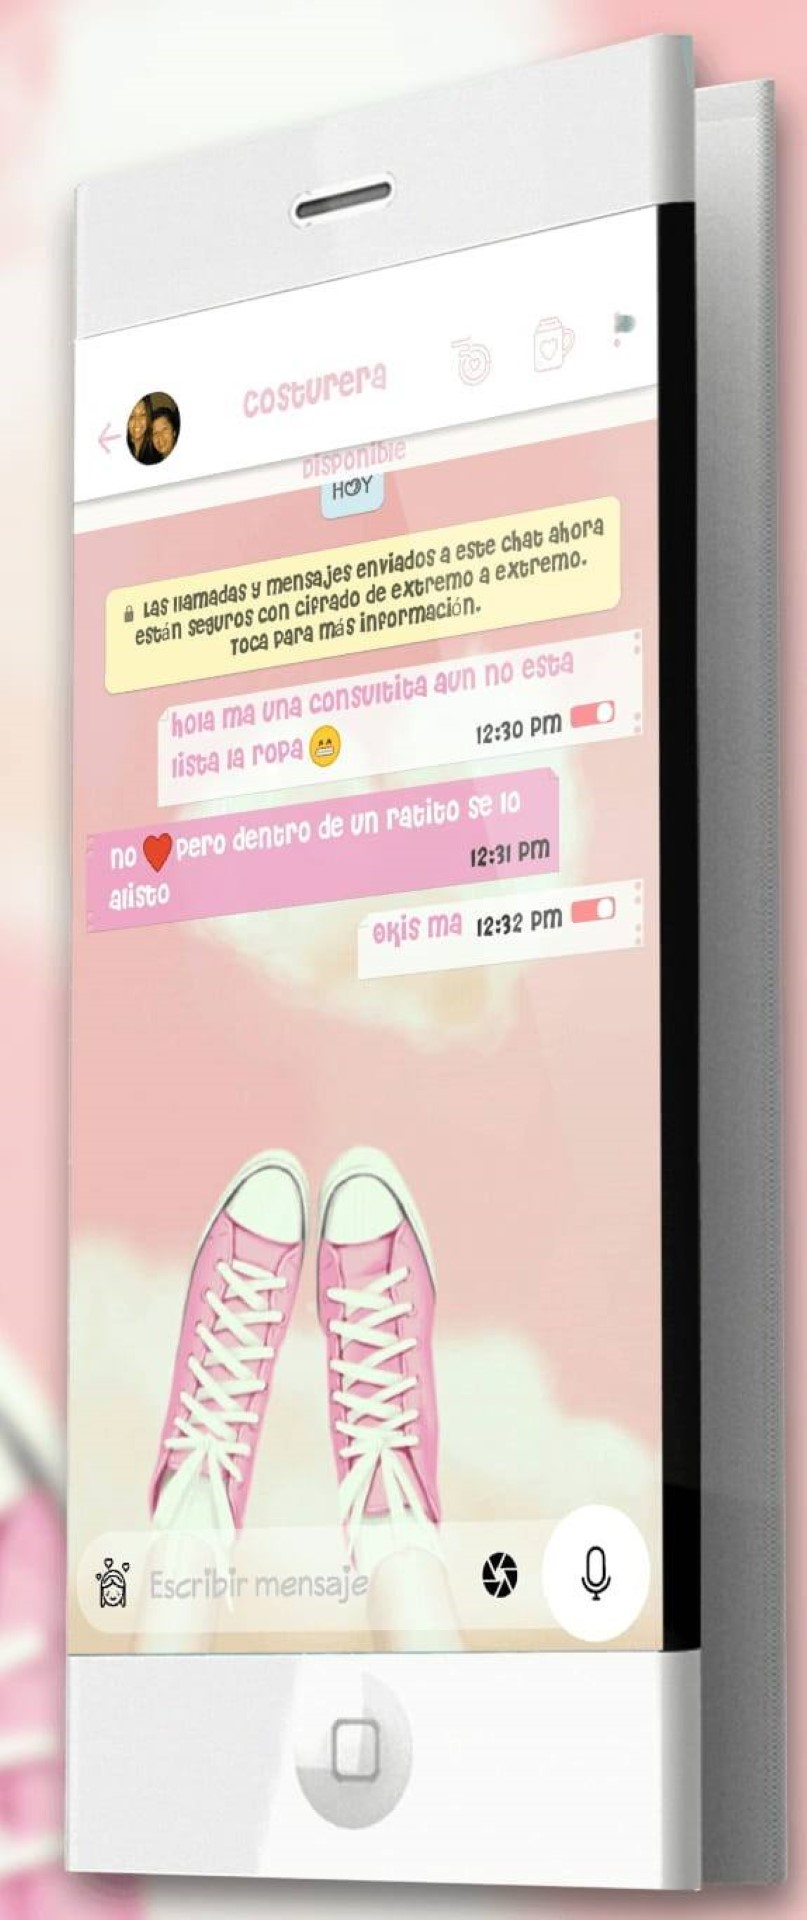 Costurera
Disponible
HOY
Las llamadas y mensajes enviados a este chat ahora
están seguros con cifrado de extremo a extremo.
Toca para más información.
hola ma una consultita aun no esta
lista la ropa 😁 12:30 PM
no ❤️ pero dentro de un ratito se lo
alisto 12:31 PM
okis ma 12:32 PM
Escribir mensaje